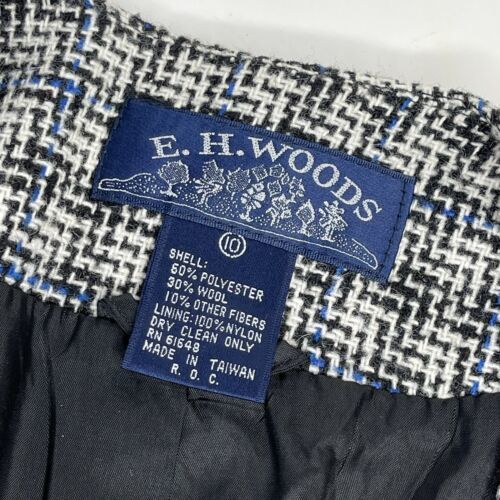 E. H. WOODS
10
SHELL:
60% POLYESTER
30% WOOL
10% OTHER FIBERS
LINING: 100% NYLON
DRY CLEAN ONLY
RN 61648
MADE IN TAIWAN
R. O. C.